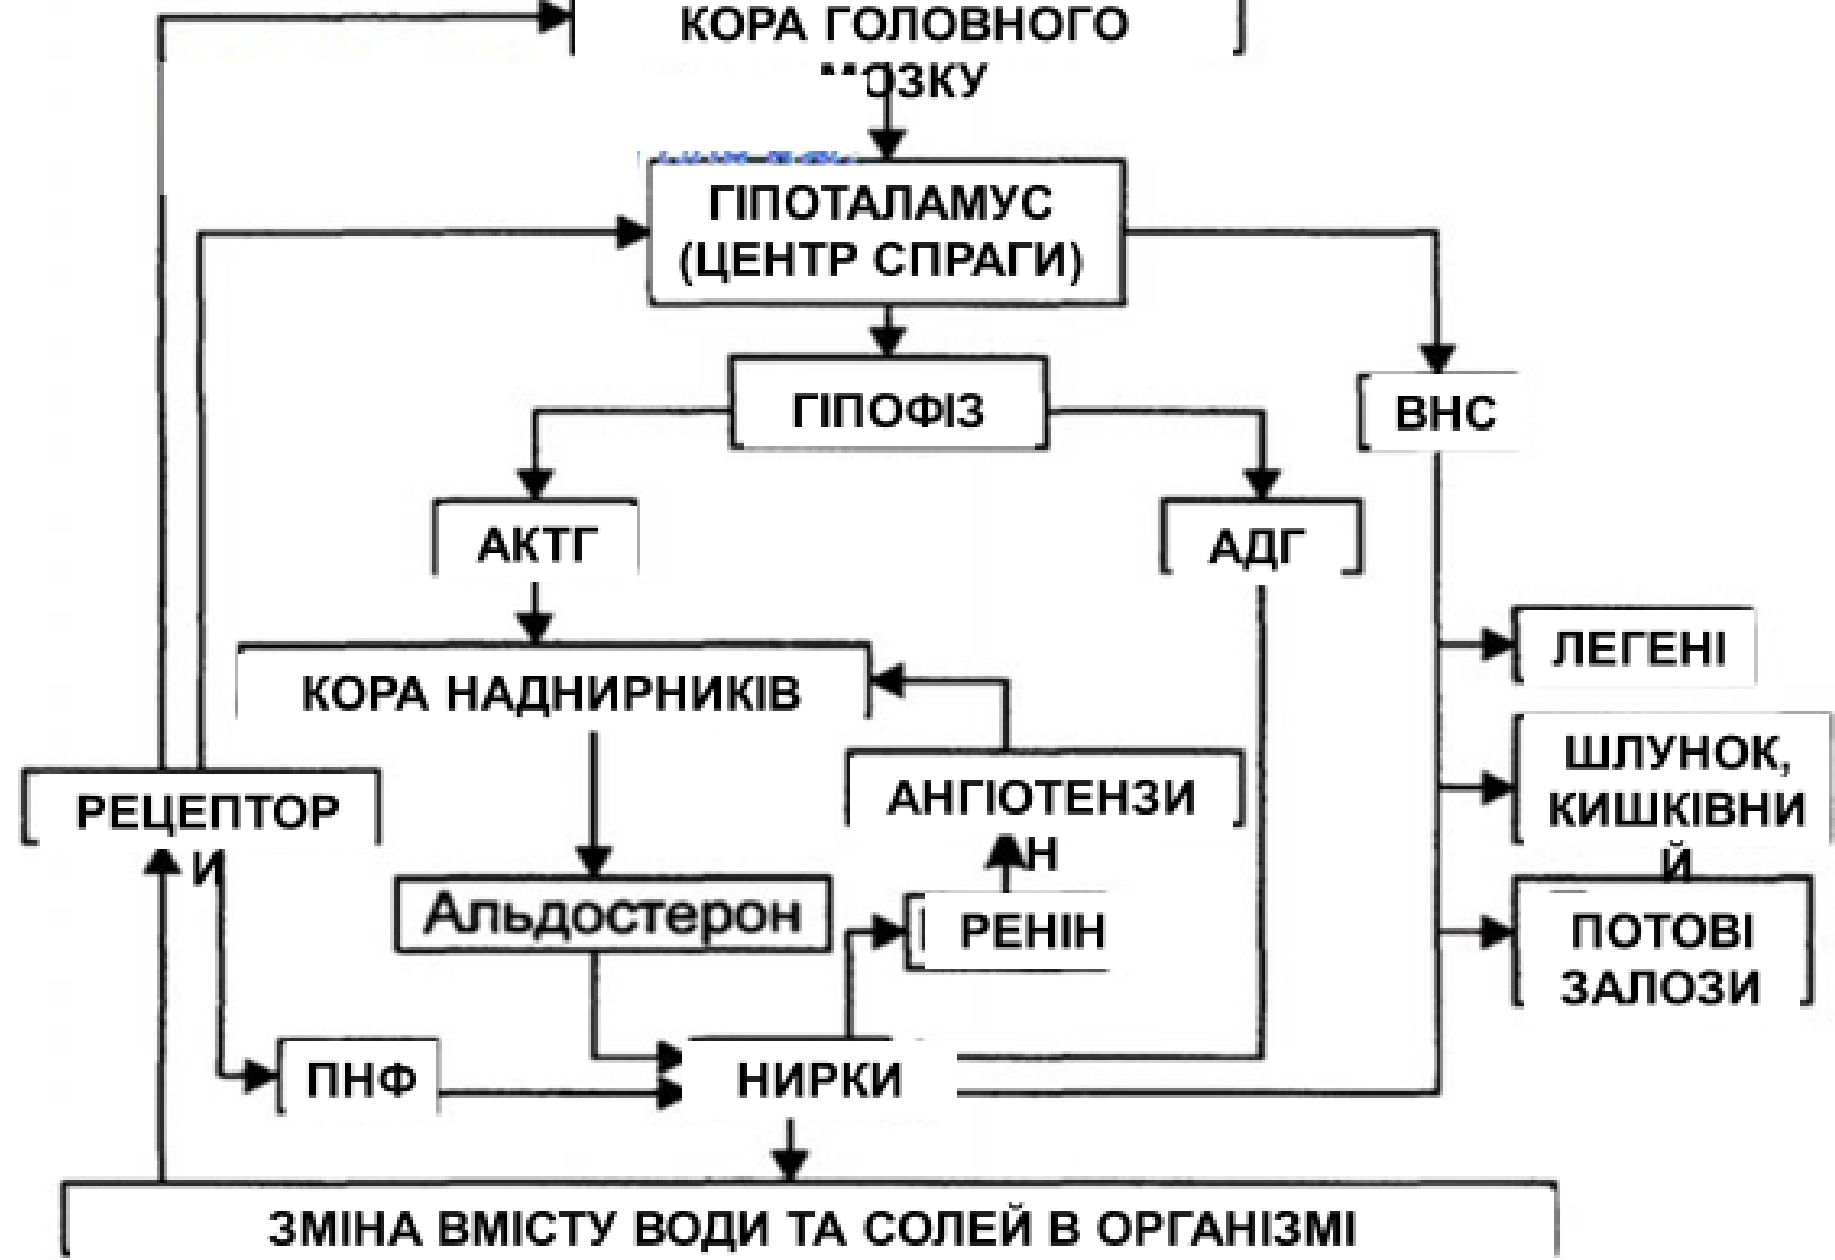 КОРА ГОЛОВНОГО
МОЗКУ
ГІПОТАЛАМУС
(ЦЕНТР СПРАГИ)
ГІПОФІЗ
ВНС
АКТГ
АДГ
ЛЕГЕНІ
КОРА НАДНИРНИКІВ
ШЛУНОК,
КИШКІВНИ
Й
РЕЦЕПТОР
И
АНГІОТЕНЗИ
Н
Альдостерон
РЕНІН
ПОТОВІ
ЗАЛОЗИ
ПНФ
НИРКИ
ЗМІНА ВМІСТУ ВОДИ ТА СОЛЕЙ В ОРГАНІЗМІ